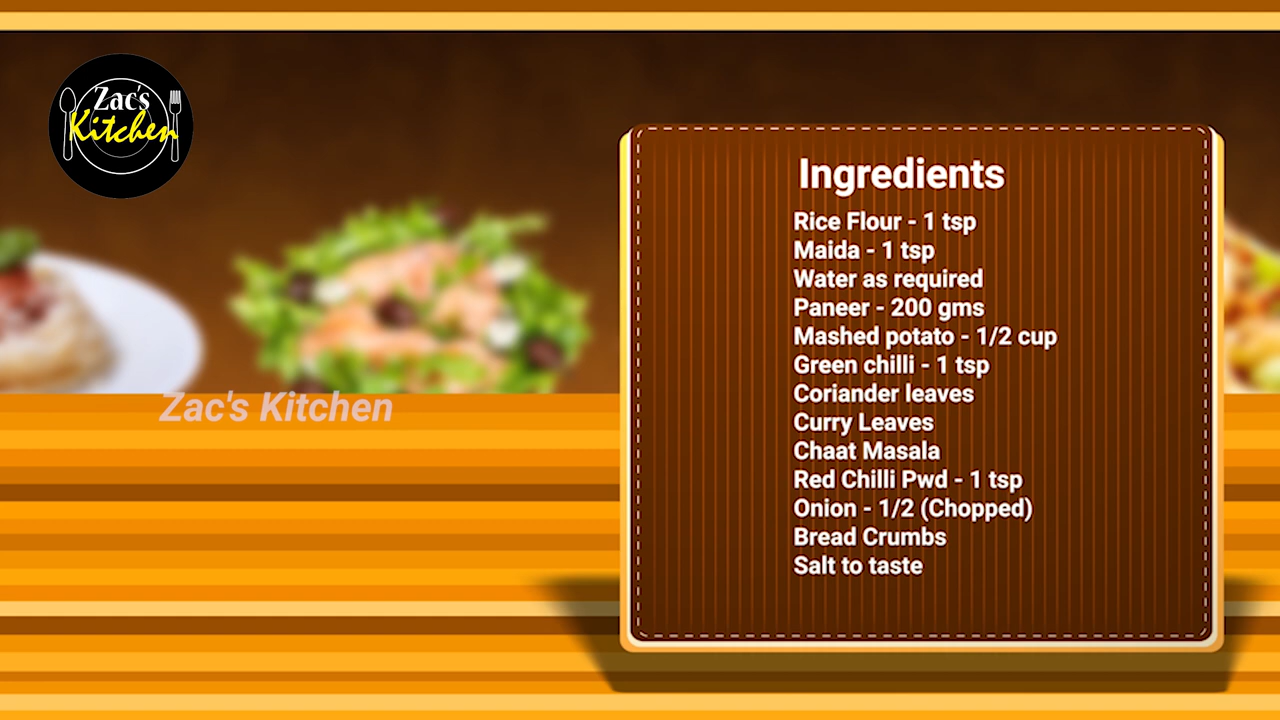 Zac's
Kitchen
Ingredients
Rice Flour - 1 tsp
Maida - 1 tsp
Water as required
Paneer - 200 gms
Mashed potato - 1/2 cup
Green chilli - 1 tsp
Coriander leaves
Curry Leaves
Chaat Masala
Red Chilli Pwd - 1 tsp
Onion - 1/2 (Chopped)
Bread Crumbs
Salt to taste
Zac's Kitchen